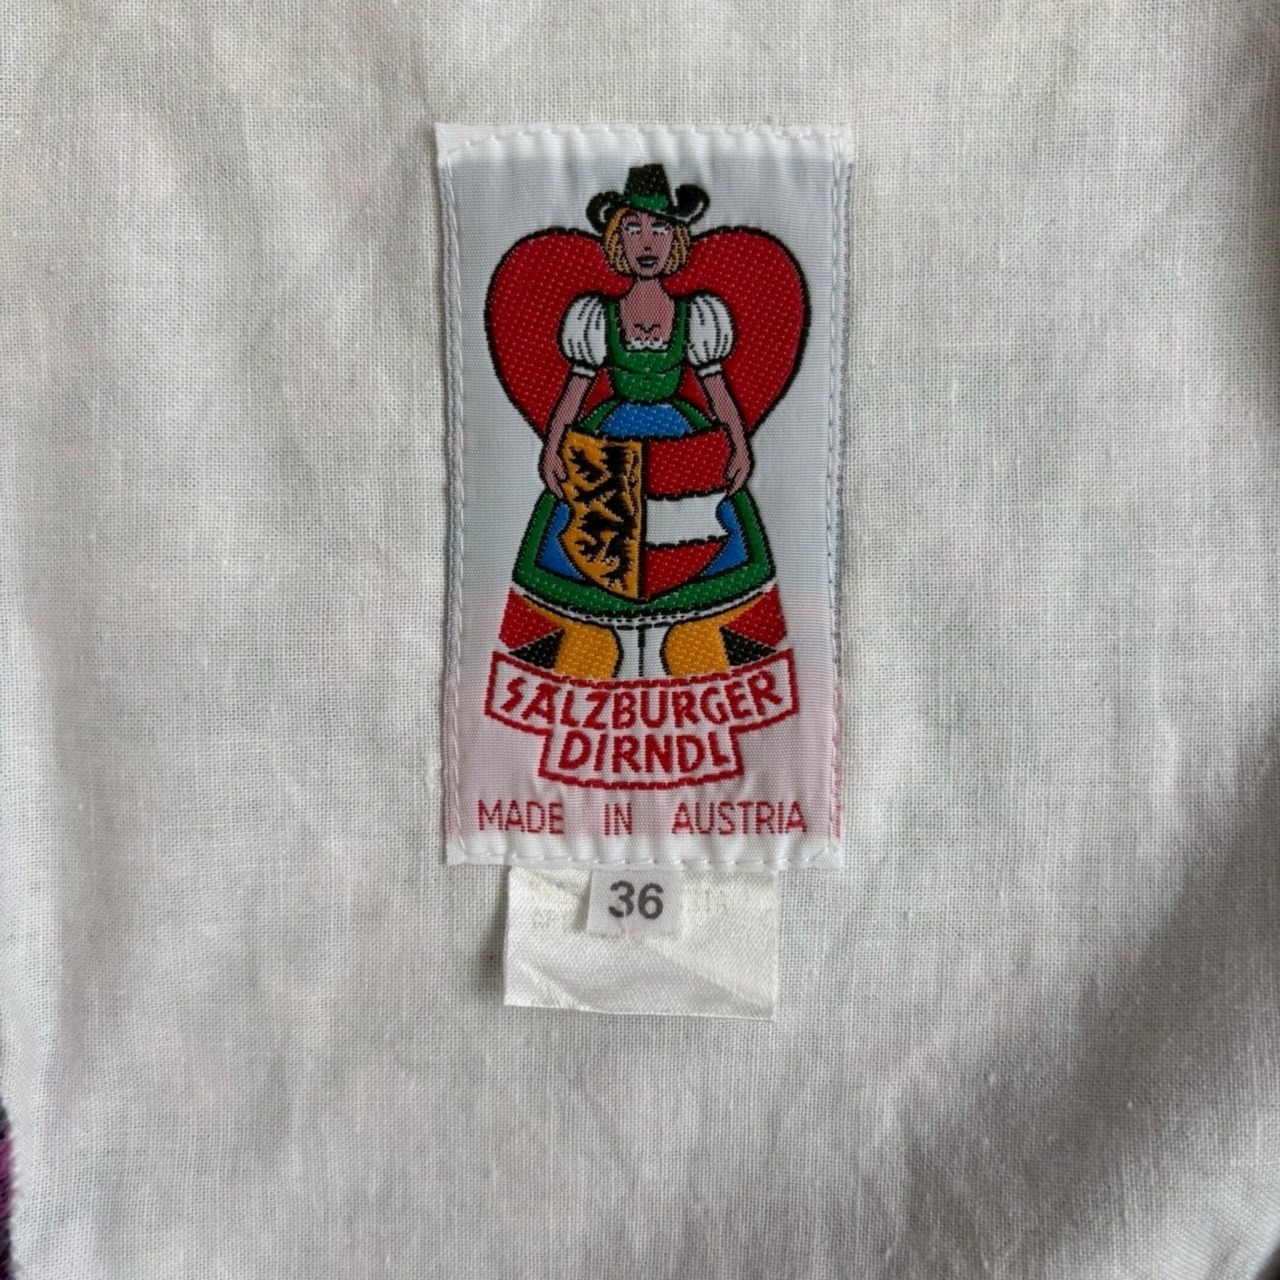 SALZBURGER
DIRNDL
MADE IN AUSTRIA
36